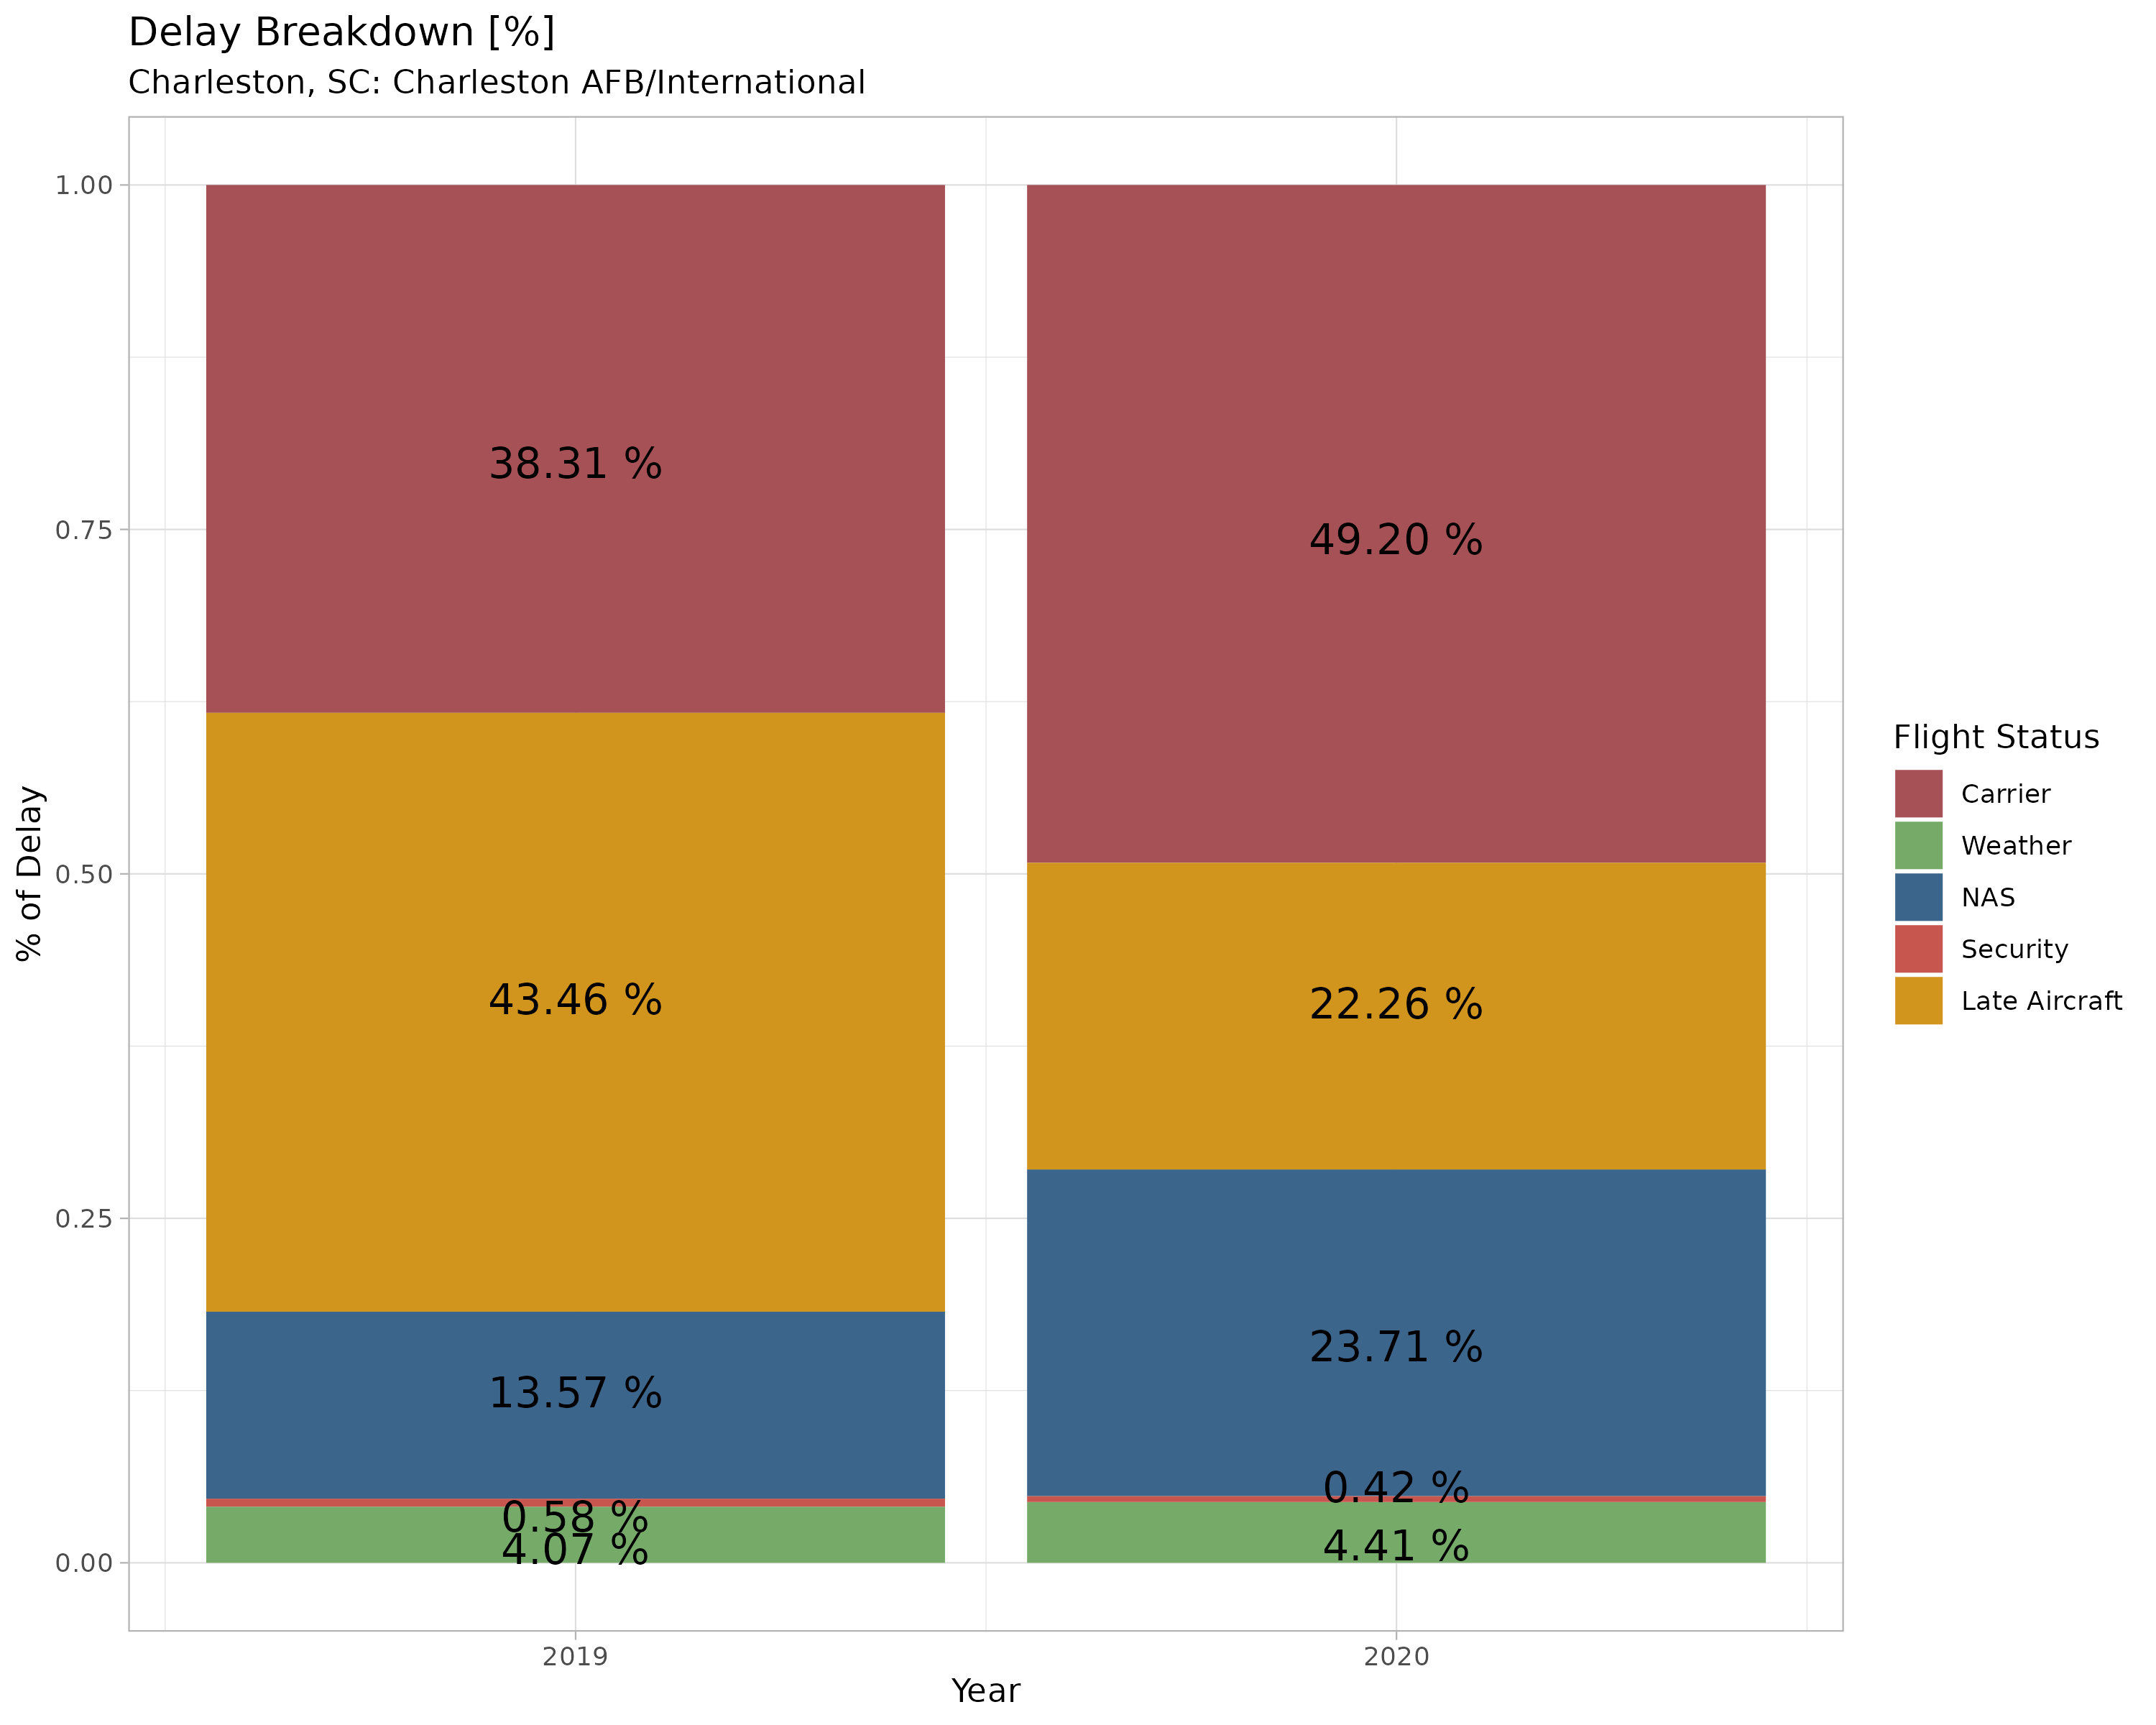 Delay Breakdown [%]
Charleston, SC: Charleston AFB/International
% of Delay
1.00
0.75
0.50
0.25
0.00
38.31 %
43.46 %
13.57 %
0.58 %
4.07 %
49.20 %
22.26 %
23.71 %
0.42 %
4.41 %
2019
2020
Year
Flight Status
Carrier
Weather
NAS
Security
Late Aircraft